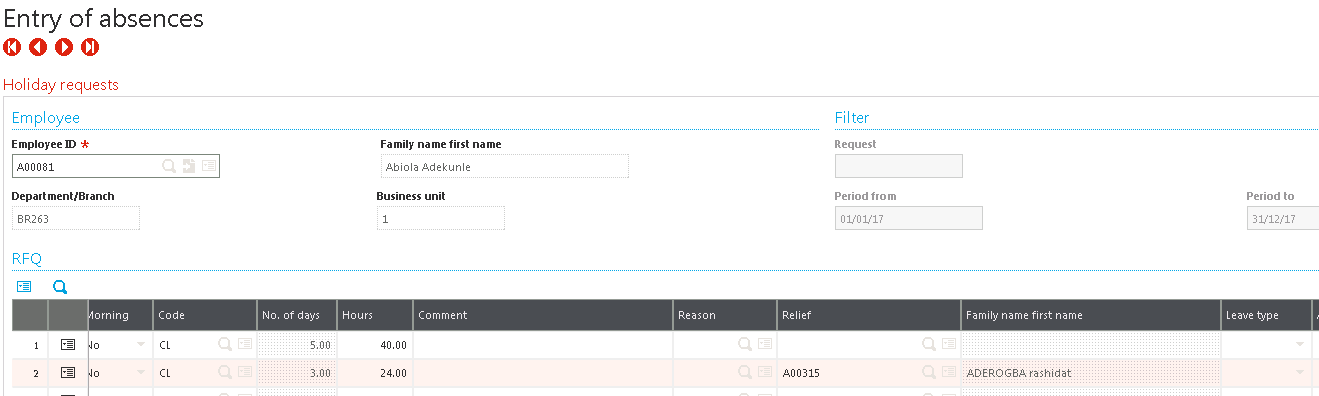 Entry of absences
Holiday requests
Employee
Filter
Employee ID *
Family name first name
Request
A00081
Abiola Adekunle
Department/Branch
Business unit
Period from
Period to
BR263
1
01/01/17
31/12/17
RFQ
Morning Code No. of days Hours Comment Reason Relief Family name first name Leave type
1 No CL 5.00 40.00
2 No CL 3.00 24.00 A00315 ADEROGBA rashidat